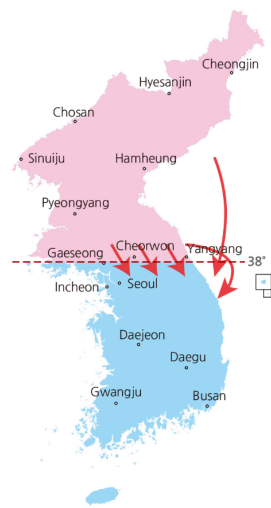 Cheongjin
Hyesanjin
Chosan
Sinuiju
Hamheung
Pyeongyang
Cheorwon
Yangyang
Gaeseong
38°
Incheon
Seoul
Daejeon
Daegu
Gwangju
Busan